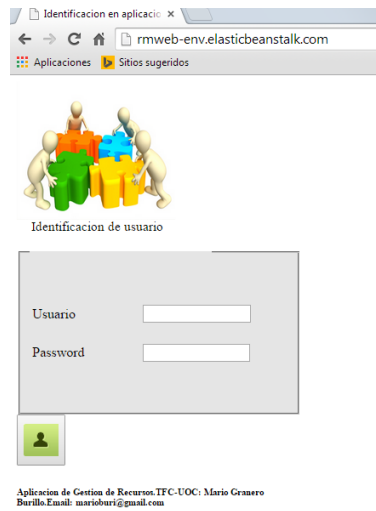 Identificacion en aplicacio
rmweb-env.elasticbeanstalk.com
Aplicaciones
Sitios sugeridos
Identificacion de usuario
Usuario
Password
Aplicacion de Gestion de Recursos.TFC-UOC: Mario Granero
Burillo.Email: marioburi@gmail.com